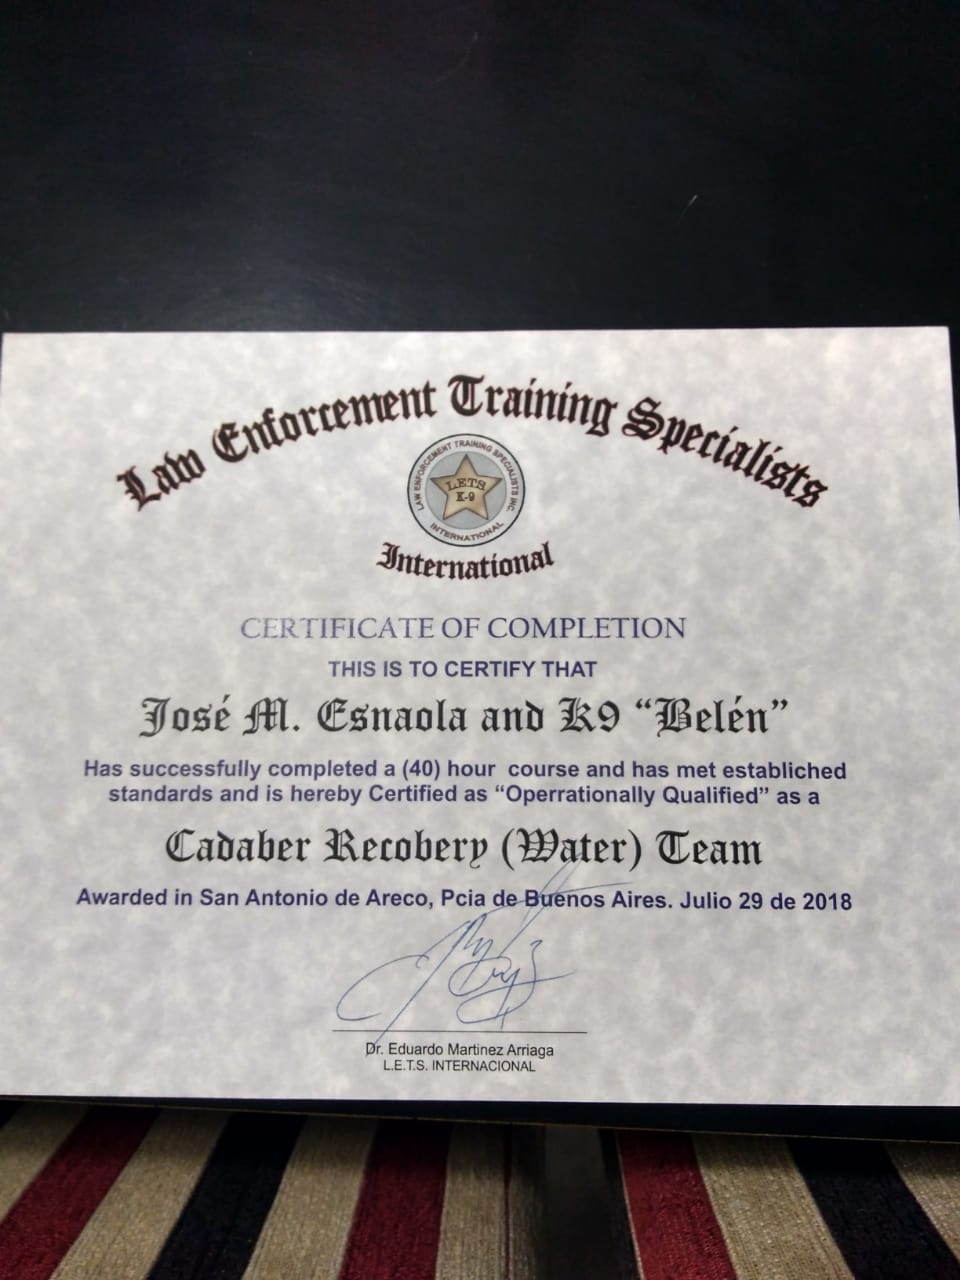 Law Enforcement Training Specialists
LAW ENFORCEMENT TRAINING SPECIALISTS INC.
LETS
K-9
INTERNATIONAL
International
CERTIFICATE OF COMPLETION
THIS IS TO CERTIFY THAT
José M. Esnaola and K9 “Belén”
Has successfully completed a (40) hour course and has met establiched
standards and is hereby Certified as “Operrationally Qualified” as a
Cadaber Recobery (Water) Team
Awarded in San Antonio de Areco, Pcia de Buenos Aires. Julio 29 de 2018
Dr. Eduardo Martinez Arriaga
L.E.T.S. INTERNACIONAL